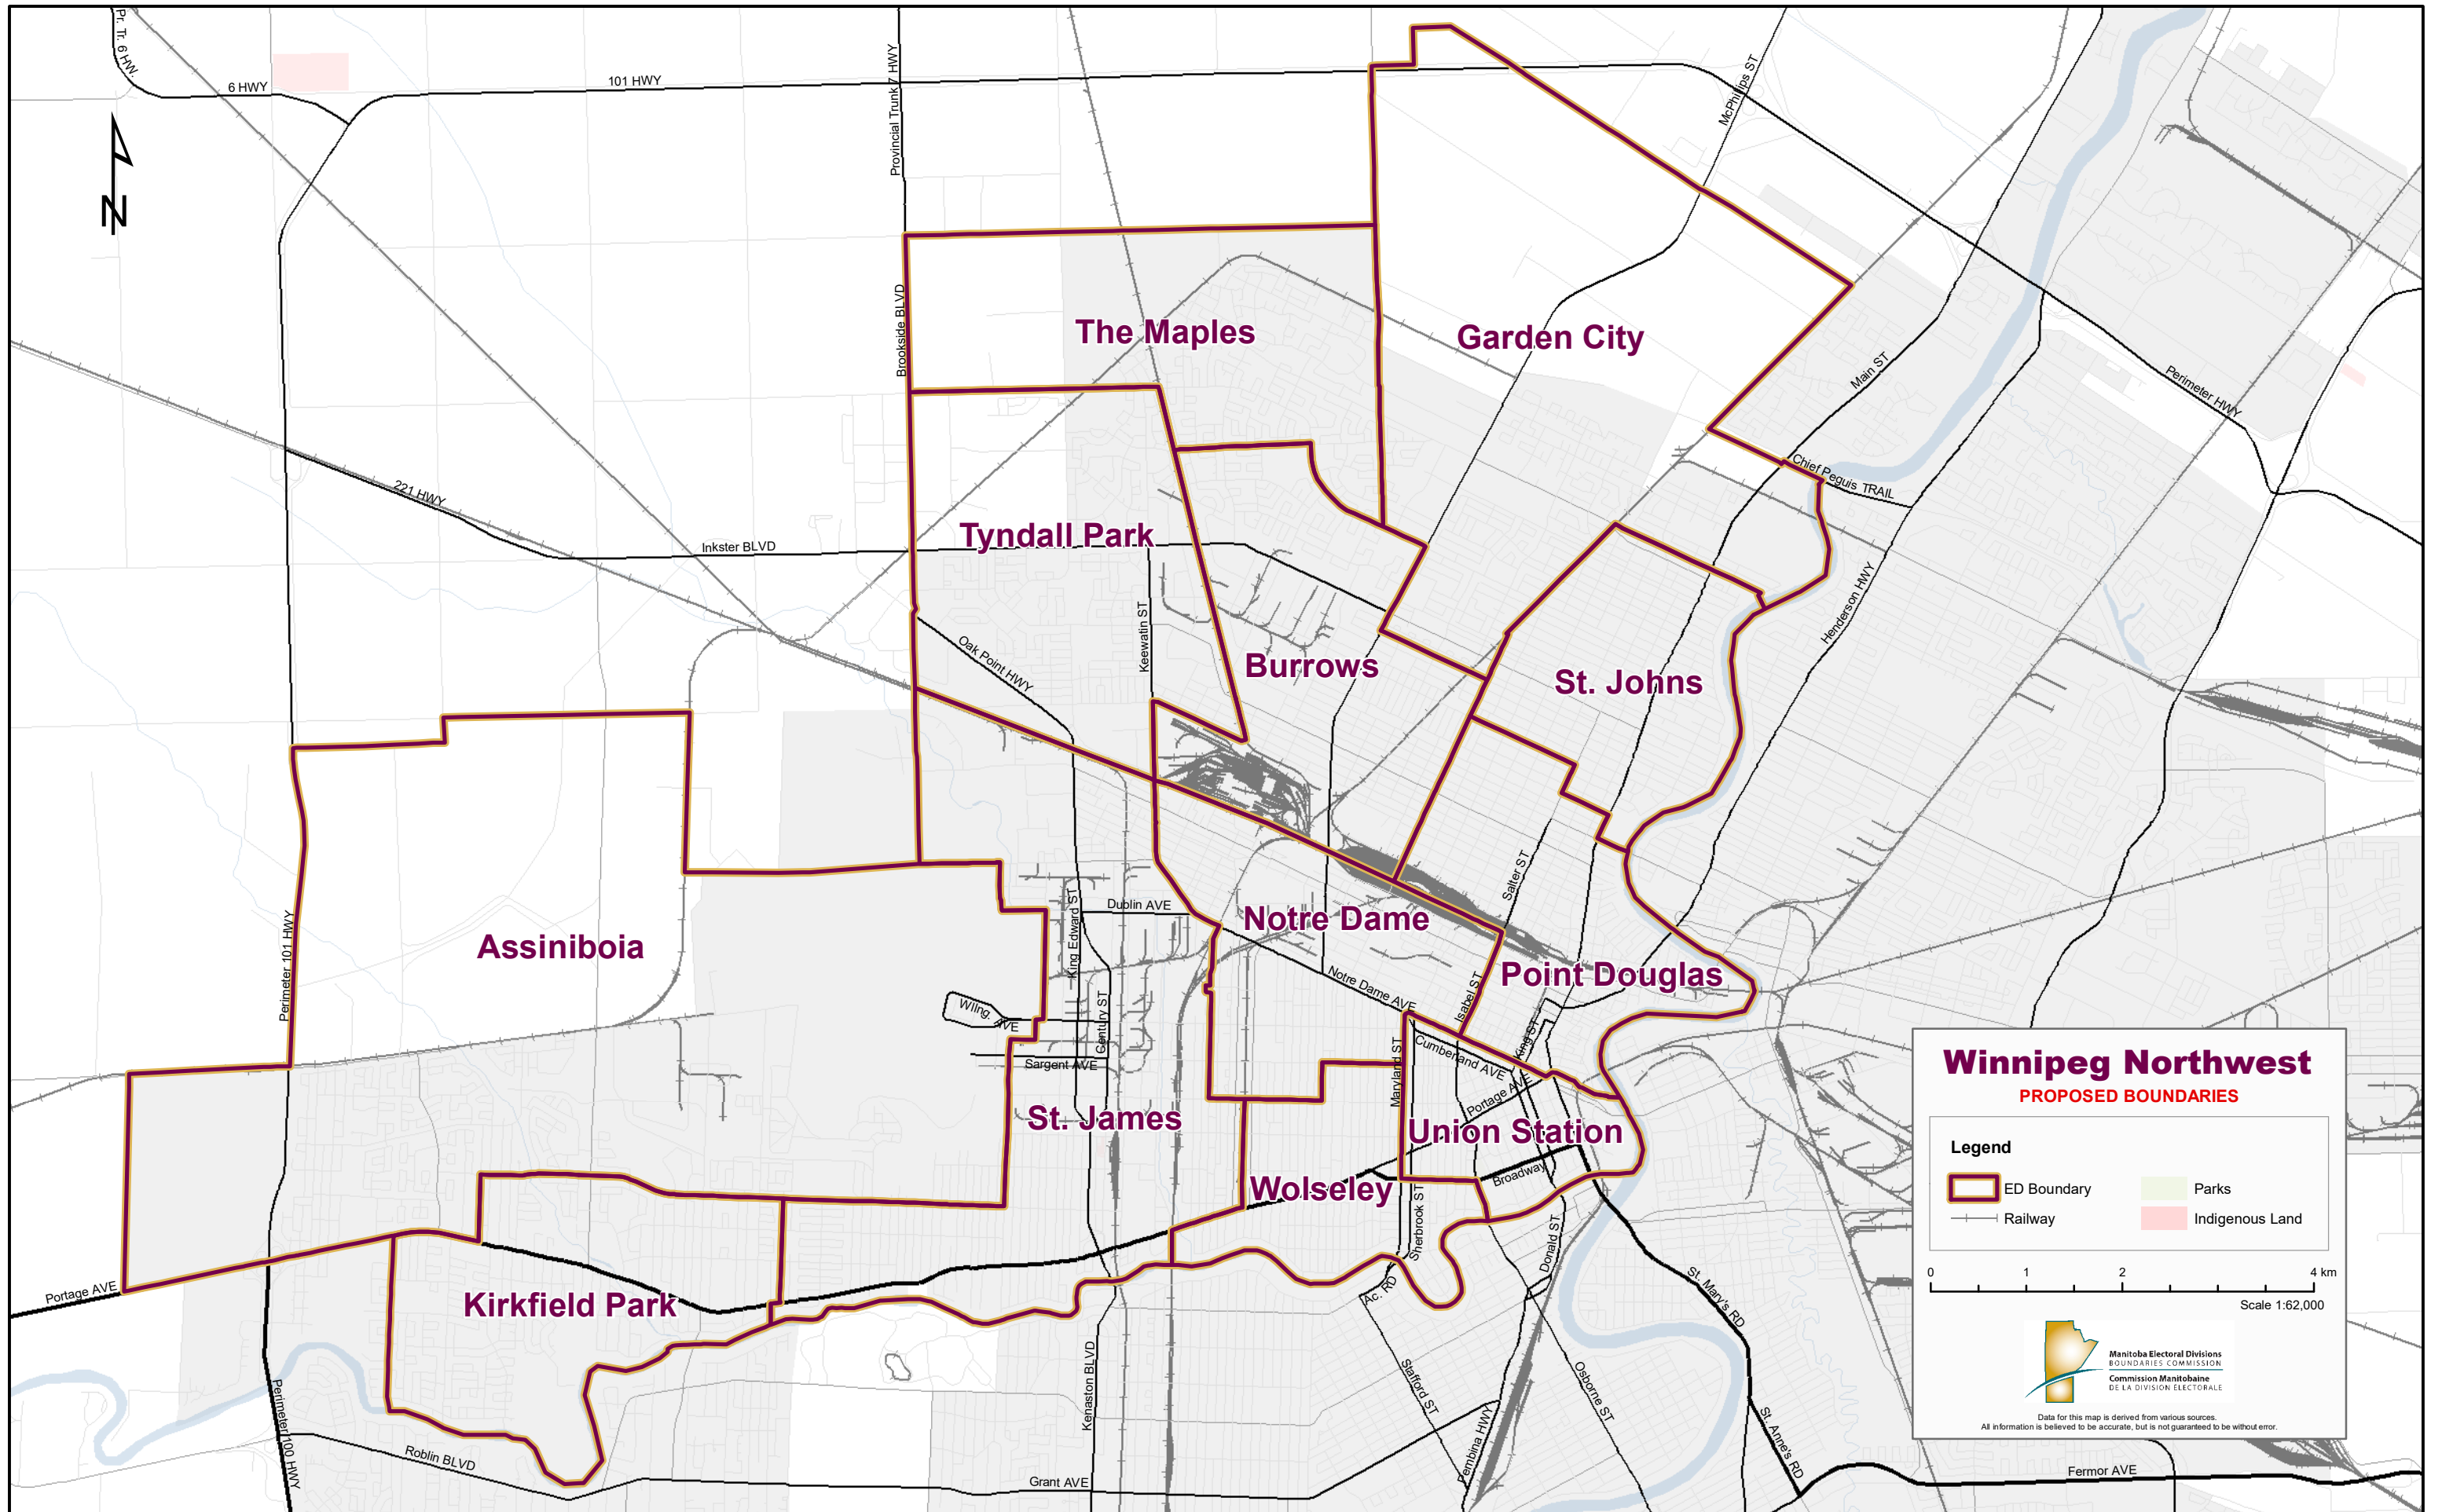 Pr. Tr. 6 HW.
6 HWY
101 HWY
Provincial Trunk 7 HWY
McPhillips ST
N
Brookside BLVD
The Maples
Garden City
Main ST
Perimeter HWY
Chief Peguis TRAIL
221 HWY
Inkster BLVD
Tyndall Park
Keewatin ST
Oak Point HWY
Henderson HWY
Burrows
St. Johns
Salter ST
Dublin AVE
King Edward ST
Notre Dame
Assiniboia
Perimeter 101 HWY
Notre Dame AVE
Isabel ST
Point Douglas
Wllng. AVE
Century ST
King ST
Cumberland AVE
Sargent AVE
Maryland ST
Portage AVE
St. James
Union Station
Broadway
Wolseley
Sherbrook ST
Donald ST
Portage AVE
Kirkfield Park
Ac. RD
St. Mary's RD
Kenaston BLVD
Stafford ST
Osborne ST
Perimeter 100 HWY
Roblin BLVD
Pembina HWY
St. Anne's RD
Grant AVE
Fermor AVE
Winnipeg Northwest
PROPOSED BOUNDARIES
Legend
ED Boundary
Parks
Railway
Indigenous Land
0 1 2 4 km
Scale 1:62,000
Manitoba Electoral Divisions
BOUNDARIES COMMISSION
Commission Manitobaine
DE LA DIVISION ÉLECTORALE
Data for this map is derived from various sources.
All information is believed to be accurate, but is not guaranteed to be without error.